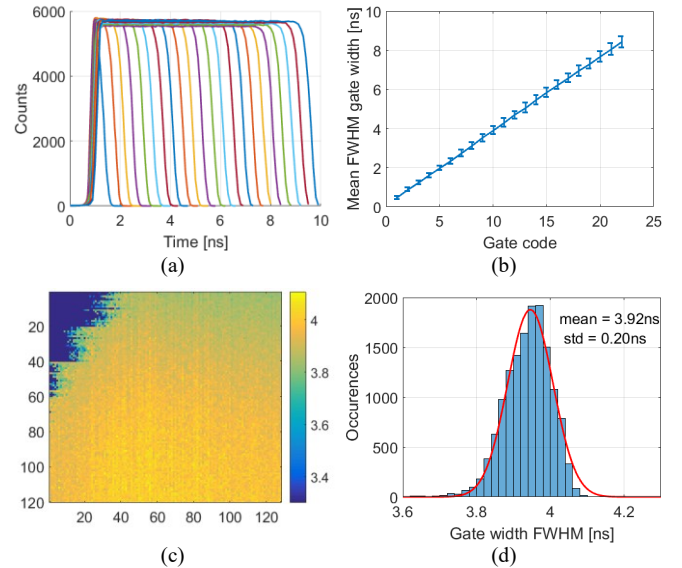 6000
4000
2000
0
Counts
0 2 4 6 8 10
Time [ns]
(a)
10
8
6
4
2
0
Mean FWHM gate width [ns]
0 5 10 15 20 25
Gate code
(b)
20
40
60
80
100
120
20 40 60 80 100 120
4
3.8
3.6
3.4
(c)
2000
1500
1000
500
0
Occurences
mean = 3.92ns
std = 0.20ns
3.6 3.8 4 4.2
Gate width FWHM [ns]
(d)